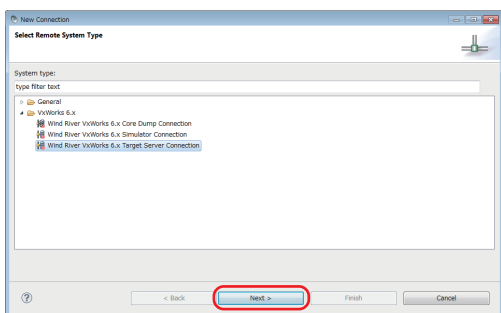 New Connection
Select Remote System Type
System type:
type filter text
General
VxWorks 6.x
Wind River VxWorks 6.x Core Dump Connection
Wind River VxWorks 6.x Simulator Connection
Wind River VxWorks 6.x Target Server Connection
?
< Back
Next >
Finish
Cancel